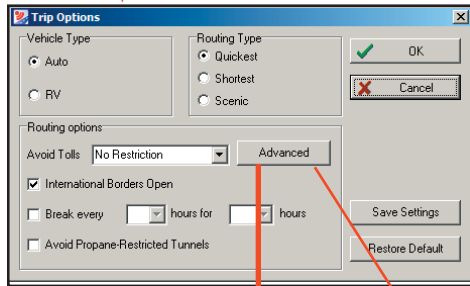 Trip Options
Vehicle Type
Auto
RV
Routing Type
Quickest
Shortest
Scenic
OK
Cancel
Routing options
Avoid Tolls No Restriction Advanced
International Borders Open
Break every hours for hours
Avoid Propane-Restricted Tunnels
Save Settings
Restore Default